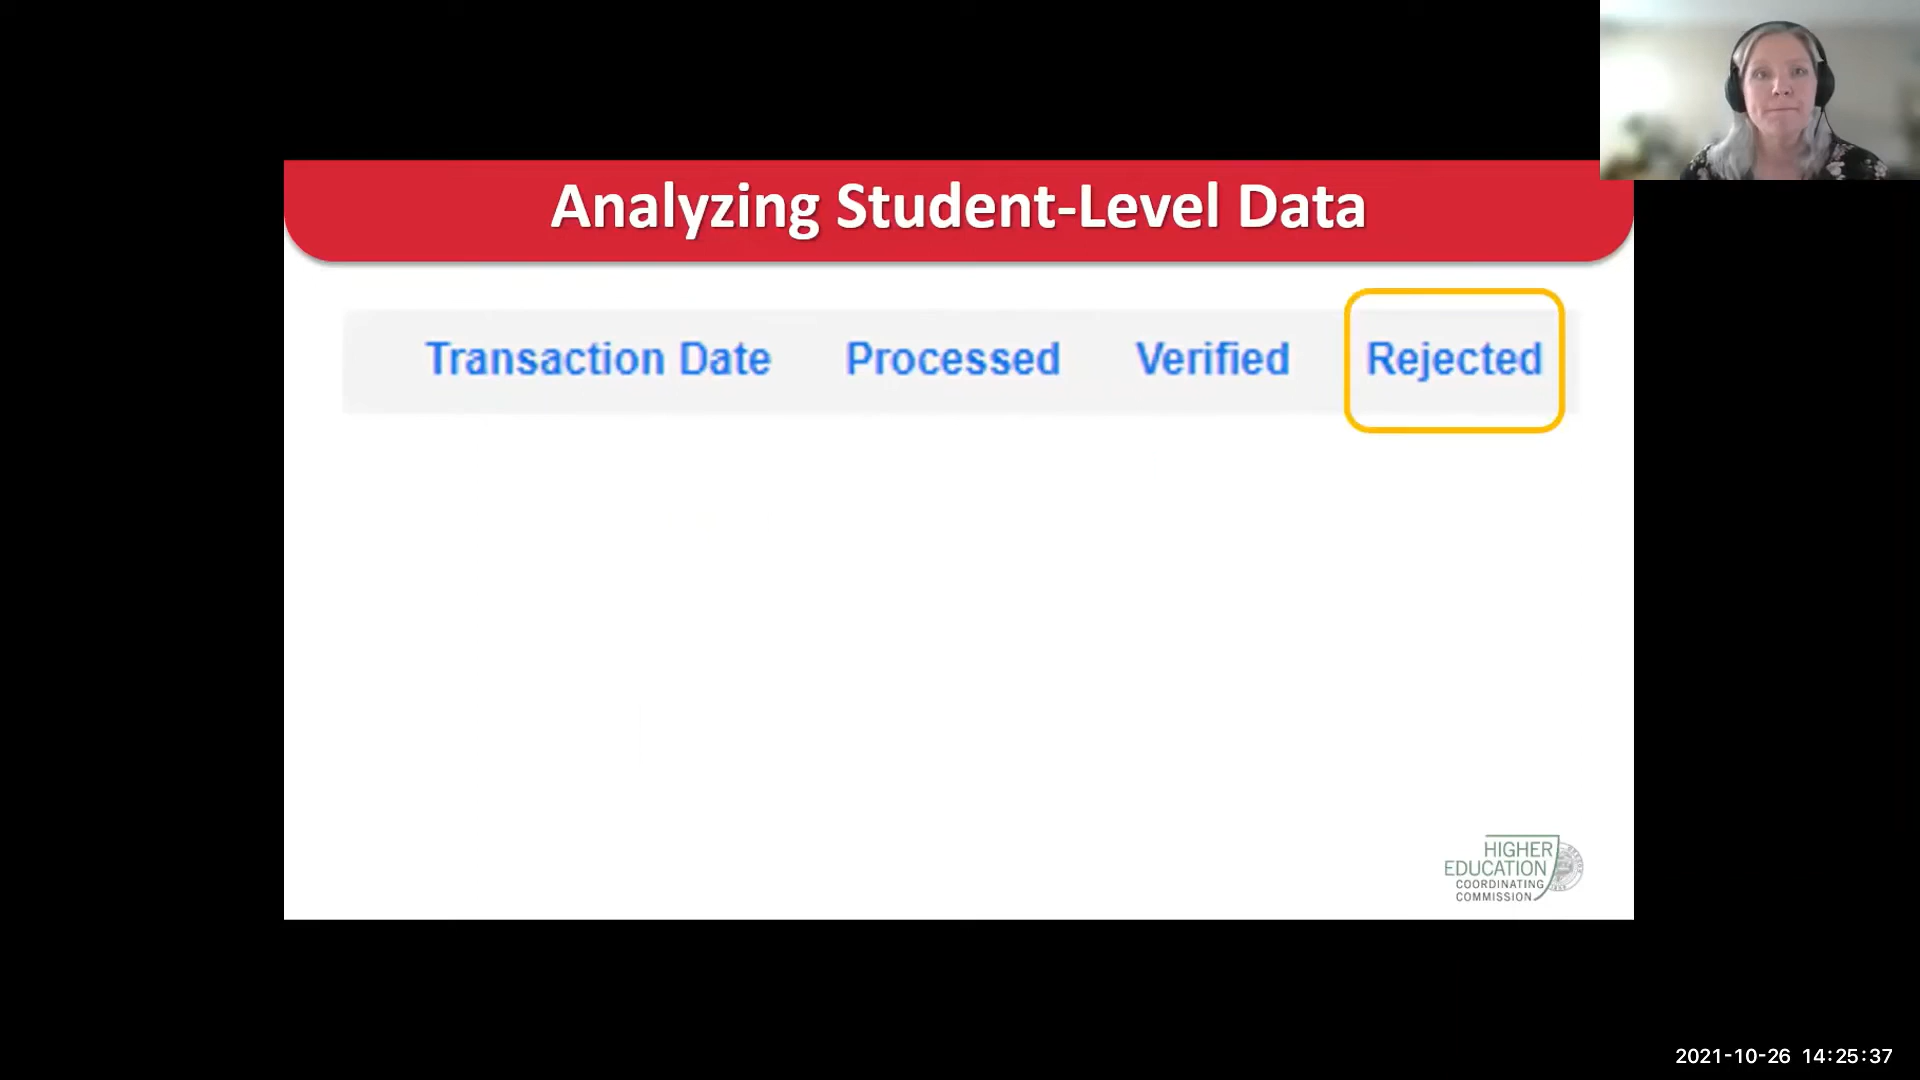 Analyzing Student-Level Data
Transaction Date Processed Verified Rejected
HIGHER
EDUCATION
COORDINATING
COMMISSION
2021-10-26 14:25:37